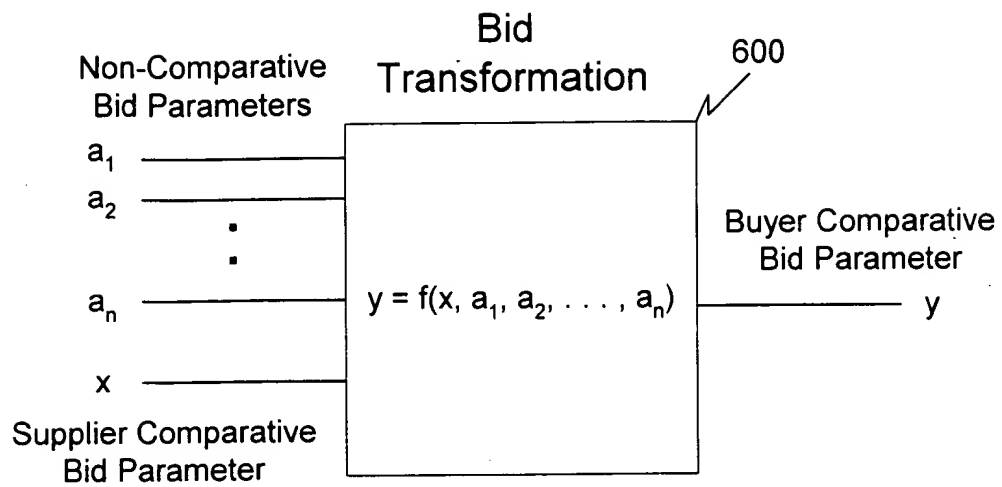 Bid
Transformation
600
Non-Comparative
Bid Parameters
a₁
a₂
aₙ
x
Supplier Comparative
Bid Parameter
y = f(x, a₁, a₂, . . . , aₙ)
Buyer Comparative
Bid Parameter
y